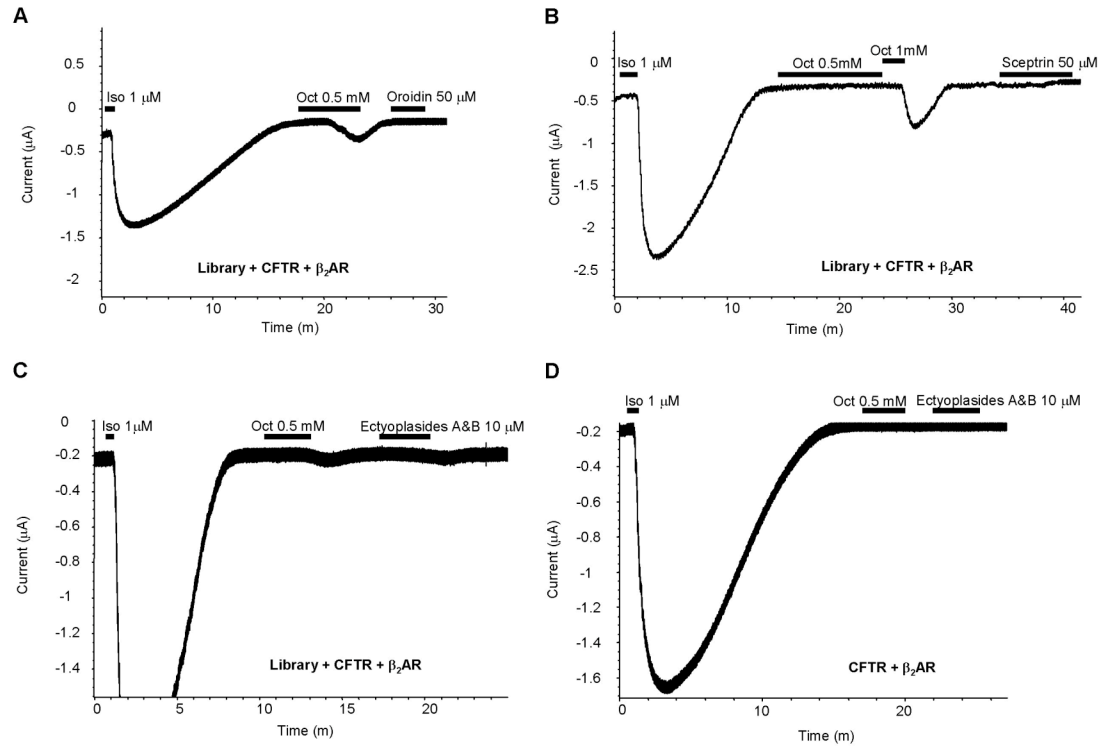 A
Iso 1 μM
Oct 0.5 mM
Oroidin 50 μM
0.5
0
-0.5
-1
-1.5
-2
Current (μA)
Library + CFTR + β2AR
0
10
20
30
Time (m)
B
Iso 1 μM
Oct 0.5mM
Oct 1mM
Sceptrin 50 μM
0
-0.5
-1
-1.5
-2
-2.5
Current (μA)
Library + CFTR + β2AR
0
10
20
30
40
Time (m)
C
Iso 1μM
Oct 0.5 mM
Ectyoplasides A&B 10 μM
0
-0.2
-0.4
-0.6
-0.8
-1
-1.2
-1.4
Current (μA)
Library + CFTR + β2AR
0
5
10
15
20
Time (m)
D
Iso 1 μM
Oct 0.5 mM
Ectyoplasides A&B 10 μM
-0.2
-0.4
-0.6
-0.8
-1
-1.2
-1.4
-1.6
Current (μA)
CFTR + β2AR
0
10
20
Time (m)